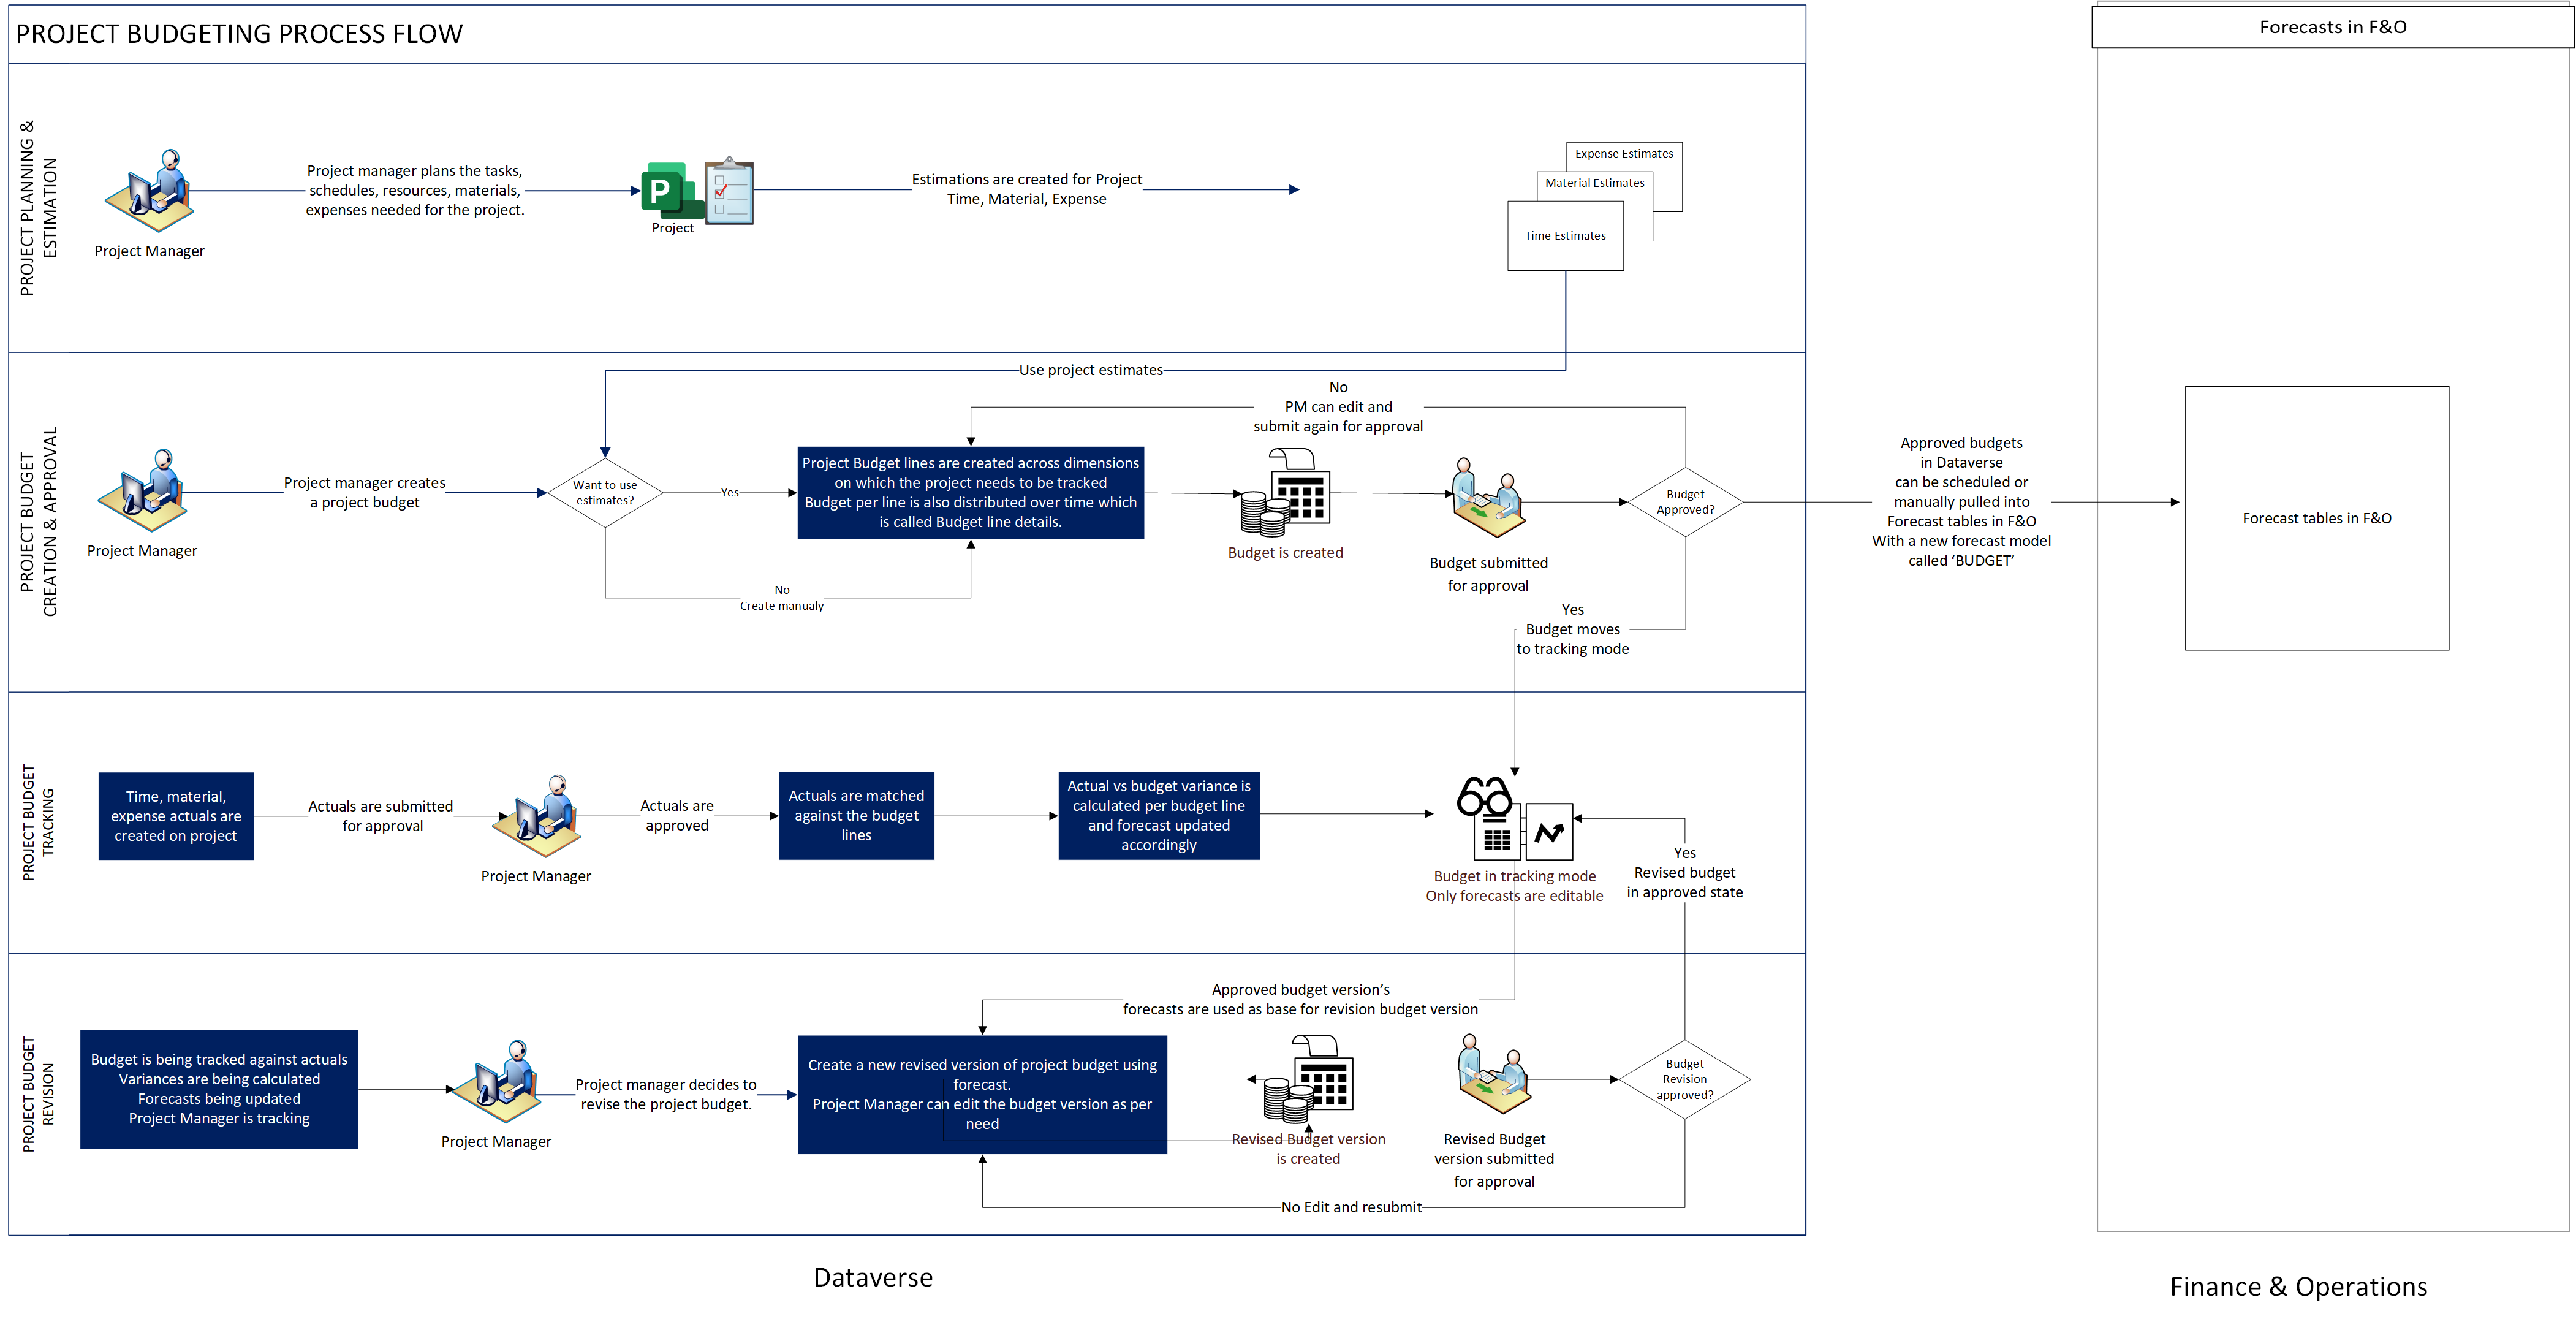 PROJECT BUDGETING PROCESS FLOW
Forecasts in F&O
PROJECT PLANNING &
ESTIMATION
Project Manager
Project manager plans the tasks,
schedules, resources, materials,
expenses needed for the project.
P
Project
Estimations are created for Project
Time, Material, Expense
Expense Estimates
Material Estimates
Time Estimates
PROJECT BUDGET
CREATION & APPROVAL
Use project estimates
Project Manager
Project manager creates
a project budget
Want to use
estimates?
Yes
No
Create manualy
Project Budget lines are created across dimensions
on which the project needs to be tracked
Budget per line is also distributed over time which
is called Budget line details.
No
PM can edit and
submit again for approval
Budget is created
Budget submitted
for approval
Budget
Approved?
Yes
Budget moves
to tracking mode
Approved budgets
in Dataverse
can be scheduled or
manually pulled into
Forecast tables in F&O
With a new forecast model
called ‘BUDGET’
Forecast tables in F&O
PROJECT BUDGET
TRACKING
Time, material,
expense actuals are
created on project
Actuals are submitted
for approval
Project Manager
Actuals are
approved
Actuals are matched
against the budget
lines
Actual vs budget variance is
calculated per budget line
and forecast updated
accordingly
Budget in tracking mode
Only forecasts are editable
Yes
Revised budget
in approved state
PROJECT BUDGET
REVISION
Budget is being tracked against actuals
Variances are being calculated
Forecasts being updated
Project Manager is tracking
Project Manager
Project manager decides to
revise the project budget.
Approved budget version’s
forecasts are used as base for revision budget version
Create a new revised version of project budget using
forecast.
Project Manager can edit the budget version as per
need
Revised Budget version
is created
Revised Budget
version submitted
for approval
Budget
Revision
approved?
No Edit and resubmit
Dataverse
Finance & Operations